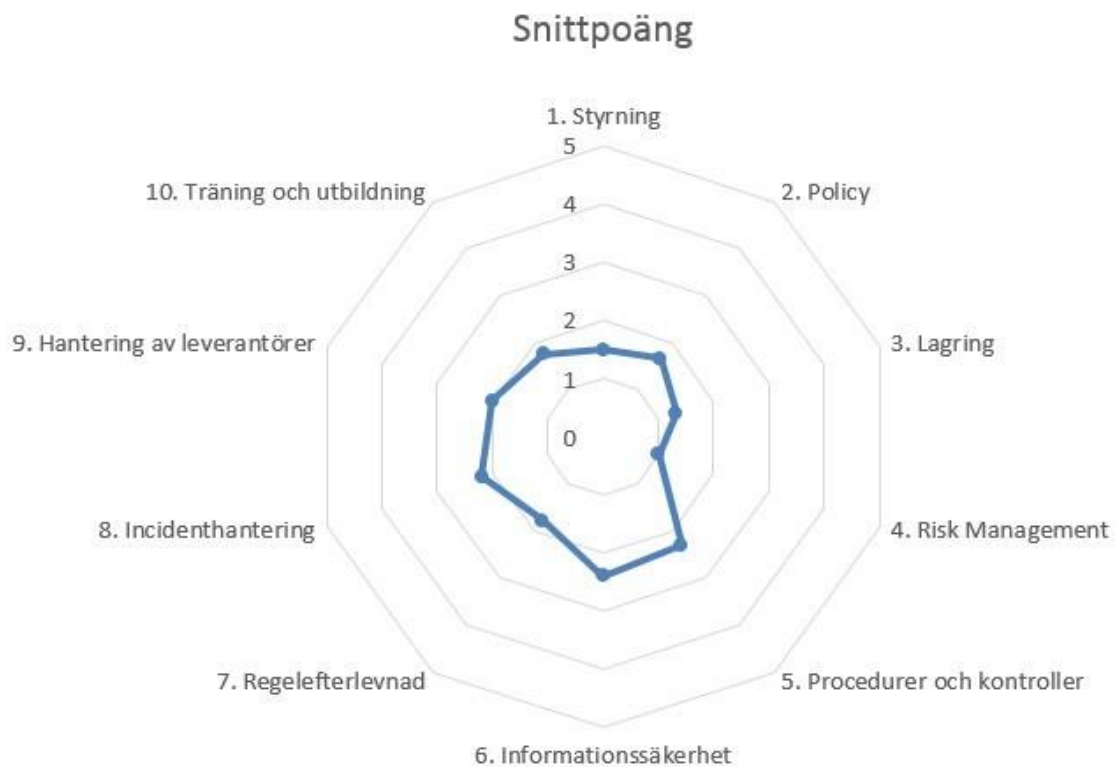 Snittpoäng
1. Styrning
2. Policy
3. Lagring
4. Risk Management
5. Procedurer och kontroller
6. Informationssäkerhet
7. Regelefterlevnad
8. Incidenthantering
9. Hantering av leverantörer
10. Träning och utbildning
5
4
3
2
1
0